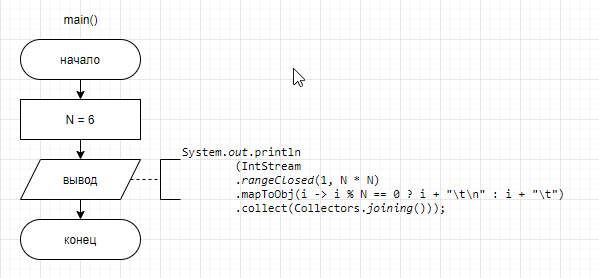 main()
начало
N = 6
вывод
System.out.println
(IntStream
.rangeClosed(1, N * N)
.mapToObj(i -> i % N == 0 ? i + "\t\n" : i + "\t")
.collect(Collectors.joining()));
конец